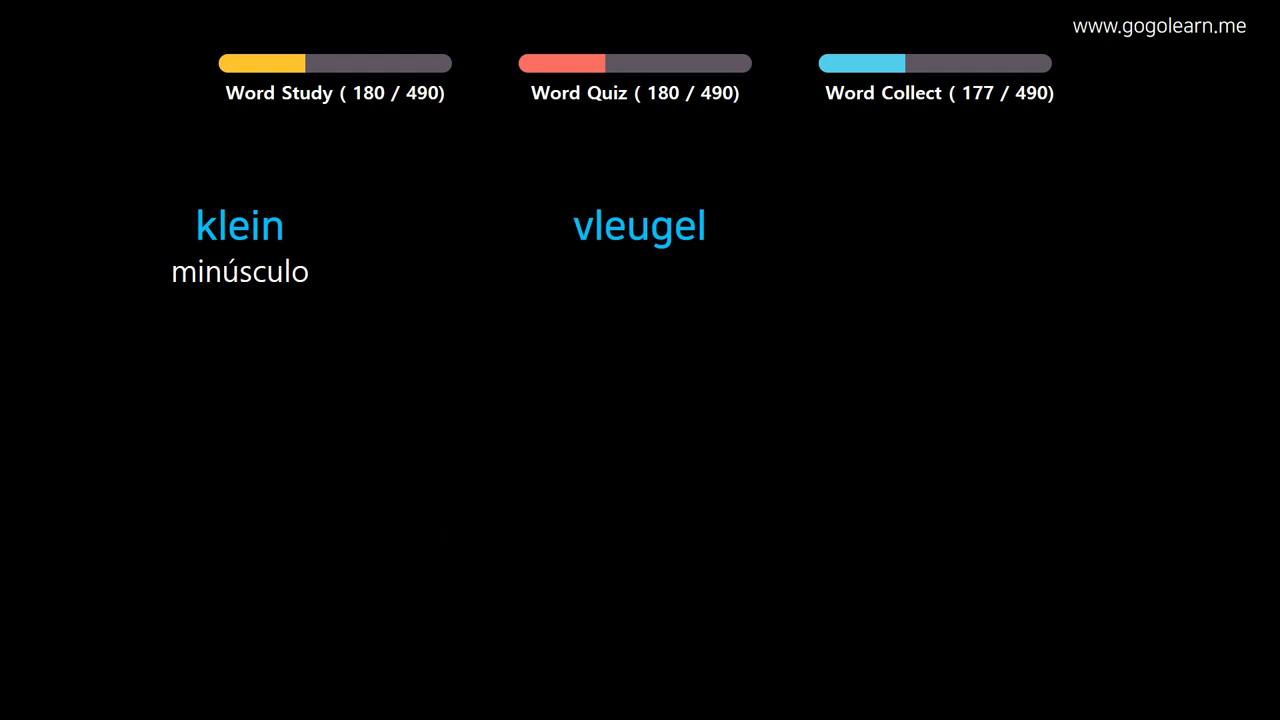 www.gogolearn.me
Word Study ( 180 / 490)
Word Quiz ( 180 / 490)
Word Collect ( 177 / 490)
klein
minúsculo
vleugel